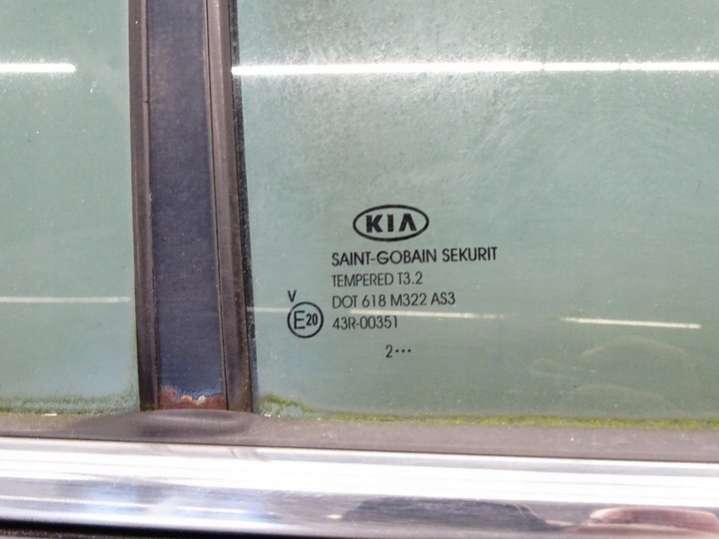 KIA
SAINT-GOBAIN SEKURIT
TEMPERED T3.2
DOT 618 M322 AS3
V
E20 43R-00351
2•••